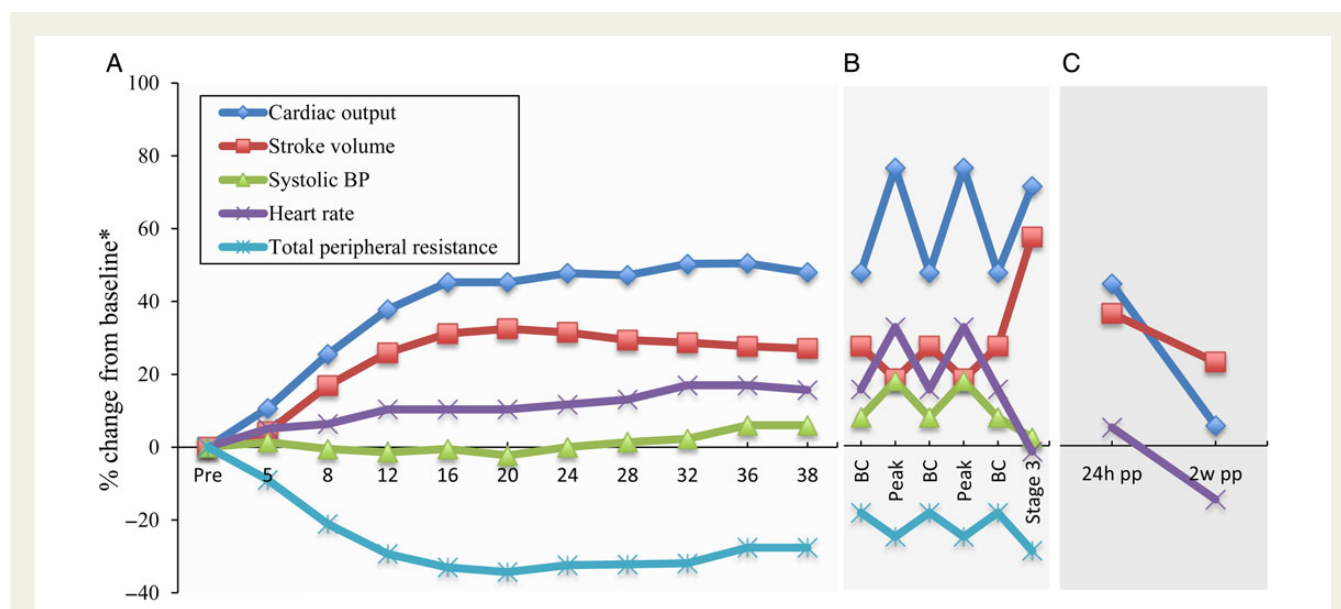 A
B
C
100
80
60
40
20
0
−20
−40
% change from baseline*
Cardiac output
Stroke volume
Systolic BP
Heart rate
Total peripheral resistance
Pre 5 8 12 16 20 24 28 32 36 38
BC
Peak
BC
Peak
BC
Stage 3
24h pp 2w pp